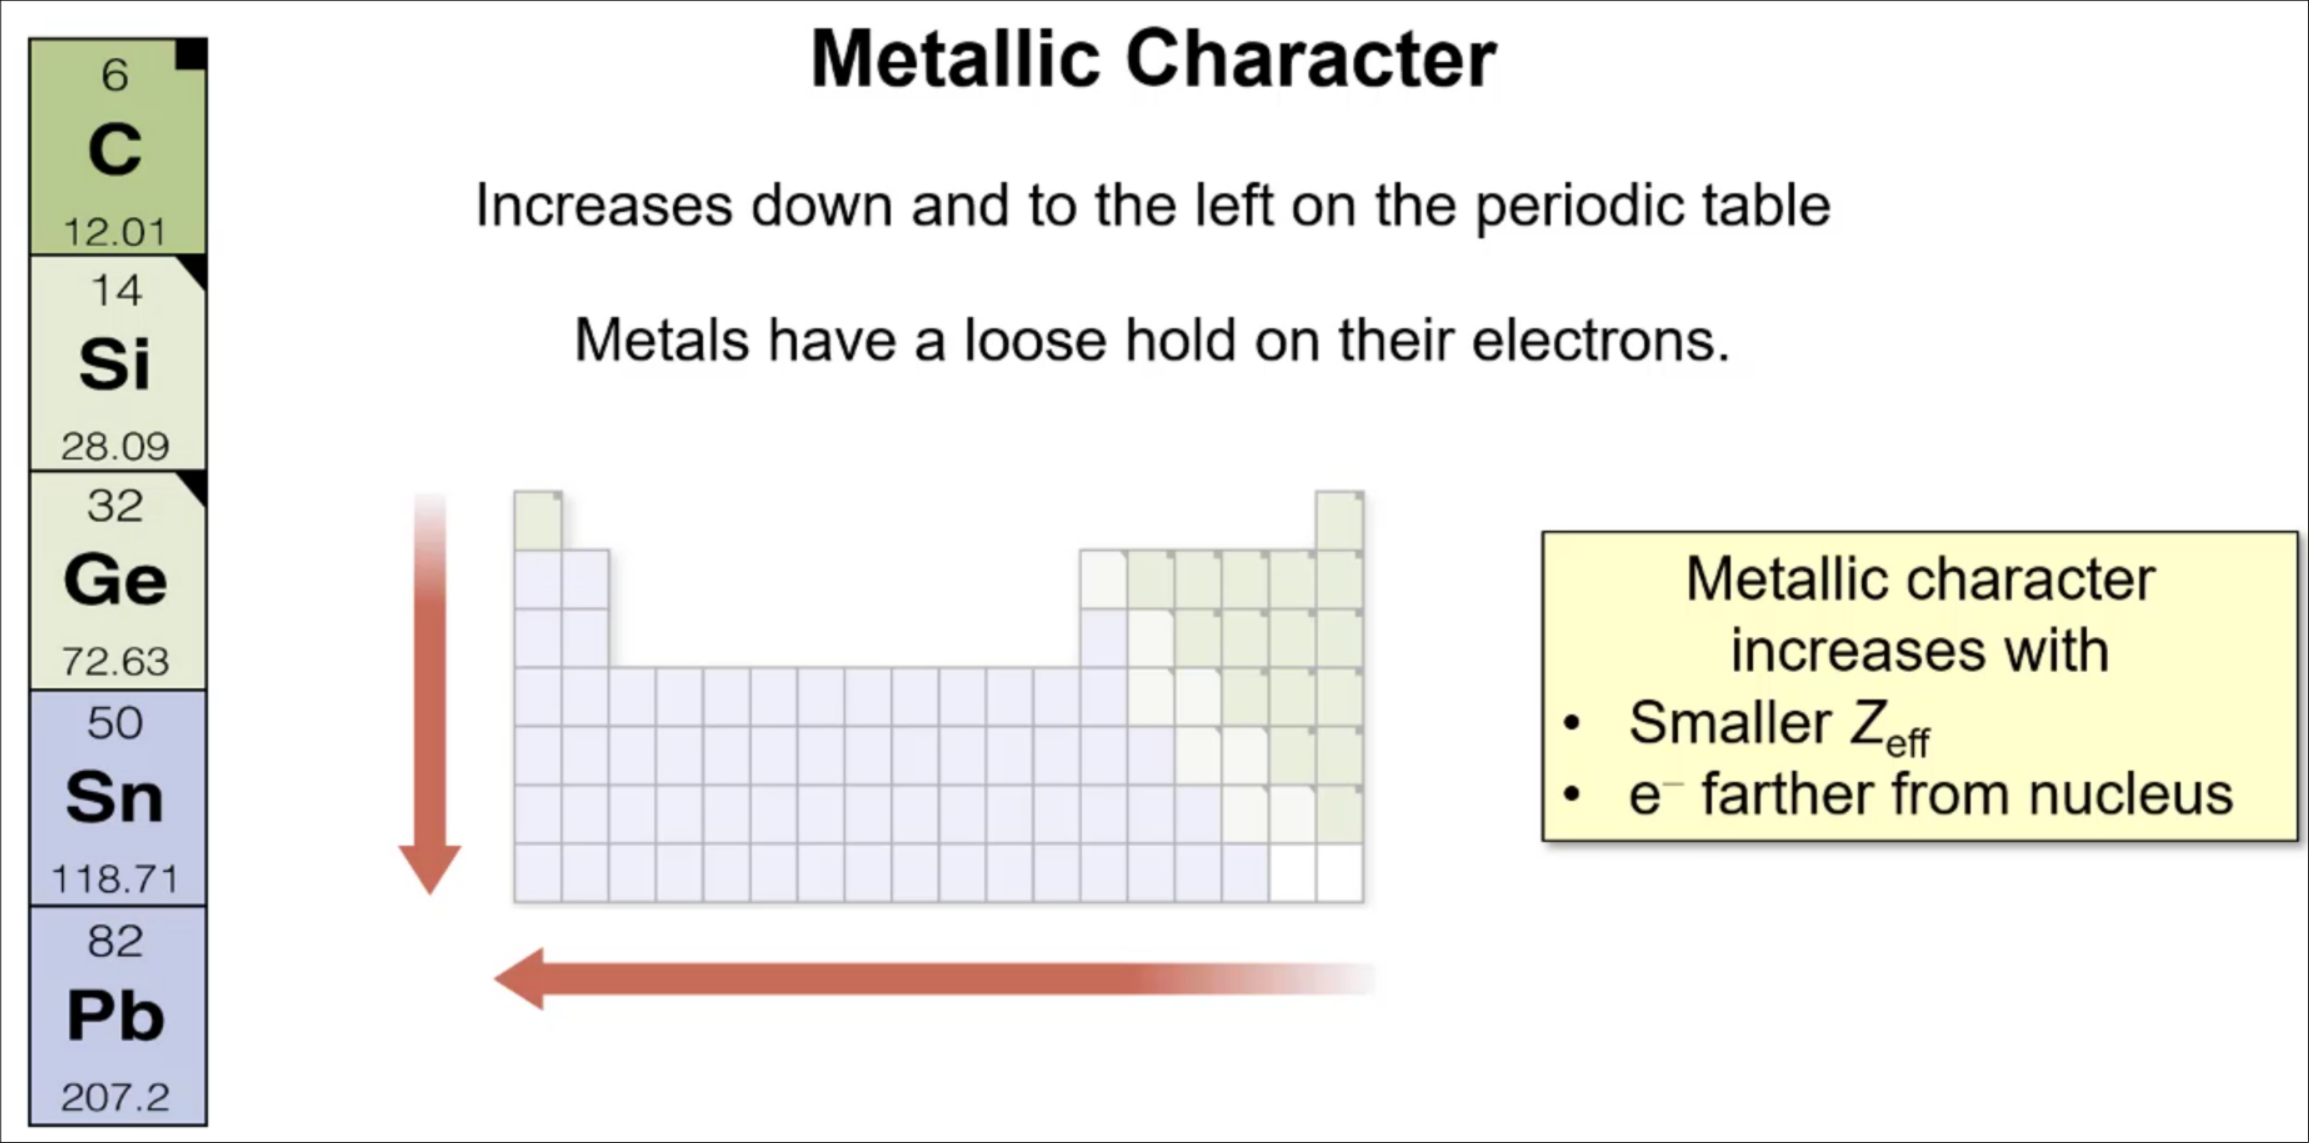 Metallic Character
Increases down and to the left on the periodic table
Metals have a loose hold on their electrons.
6
C
12.01
14
Si
28.09
32
Ge
72.63
50
Sn
118.71
82
Pb
207.2
Metallic character
increases with
• Smaller Zeff
• e⁻ farther from nucleus